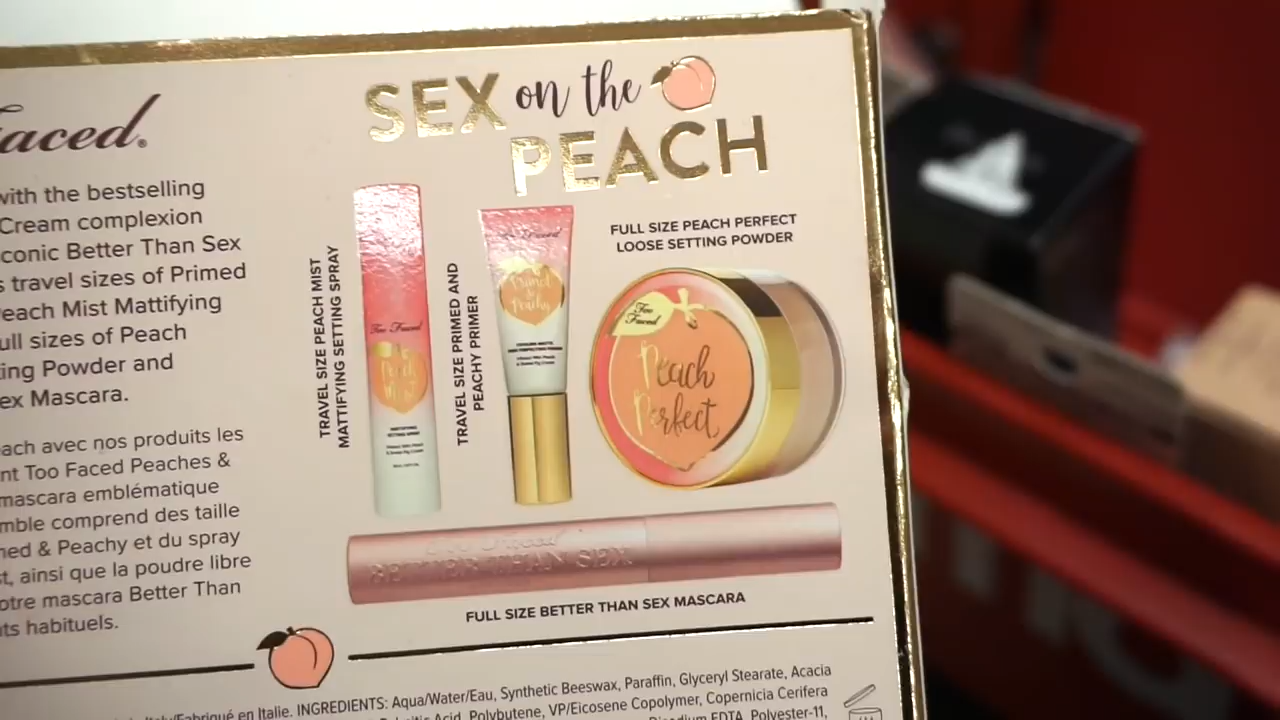 SEX on the
PEACH
aced.
with the bestselling
Cream complexion
conic Better Than Sex
s travel sizes of Primed
Peach Mist Mattifying
ull sizes of Peach
ting Powder and
ex Mascara.
each avec nos produits les
nt Too Faced Peaches &
mascara emblématique
mble comprend des taille
ned & Peachy et du spray
t, ainsi que la poudre libre
otre mascara Better Than
its habituels.
TRAVEL SIZE PEACH MIST
MATTIFYING SETTING SPRAY
Too Faced
Peach
Mist
TRAVEL SIZE PRIMED AND
PEACHY PRIMER
Too Faced
Primed
&
Peachy
FULL SIZE PEACH PERFECT
LOOSE SETTING POWDER
Too
Faced
Peach
Perfect
Too Faced
BETTER THAN SEX
FULL SIZE BETTER THAN SEX MASCARA
Italy/Fabriqué en Italie. INGREDIENTS: Aqua/Water/Eau, Synthetic Beeswax, Paraffin, Glyceryl Stearate, Acacia
Acid, Polybutene, VP/Eicosene Copolymer, Copernicia Cerifera
Disodium EDTA, Polyester-11,